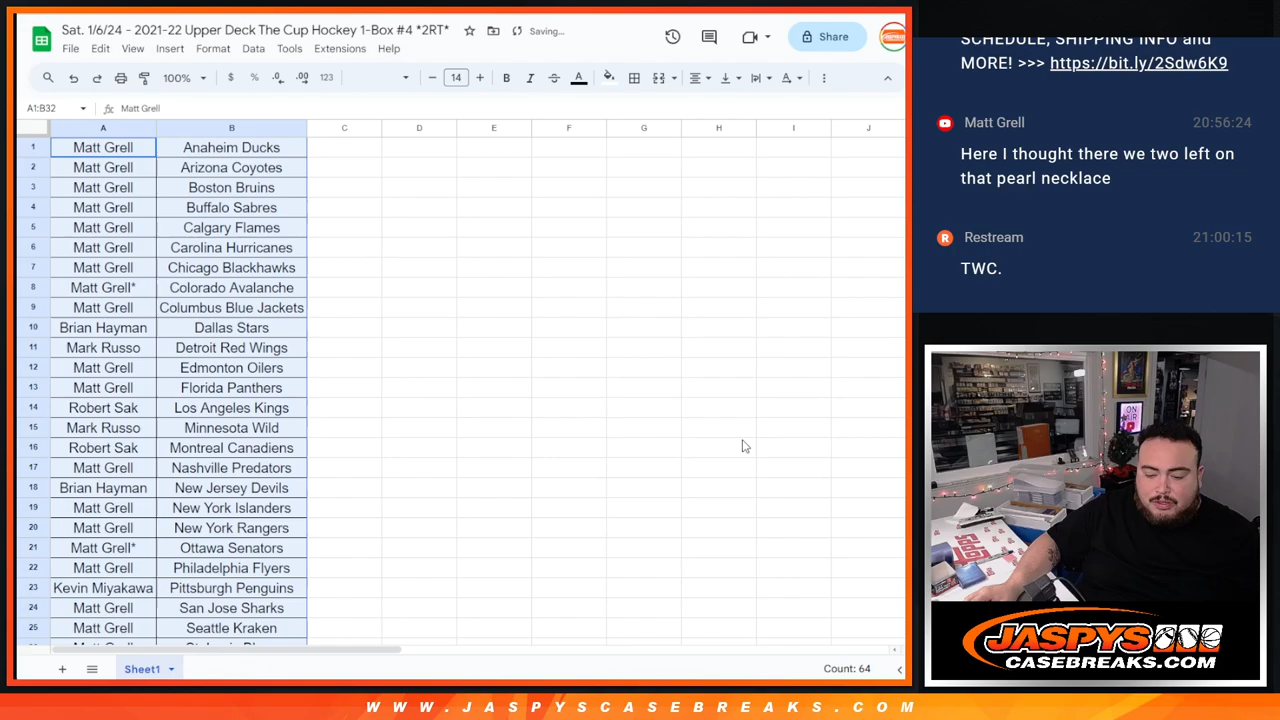 Sat. 1/6/24 - 2021-22 Upper Deck The Cup Hockey 1-Box #4 *2RT*
Saving...
File Edit View Insert Format Data Tools Extensions Help
Share
100% $ % .0 .00 123 14 B I A
A1:B32 fx Matt Grell
A B C D E F G H I J
1 Matt Grell Anaheim Ducks
2 Matt Grell Arizona Coyotes
3 Matt Grell Boston Bruins
4 Matt Grell Buffalo Sabres
5 Matt Grell Calgary Flames
6 Matt Grell Carolina Hurricanes
7 Matt Grell Chicago Blackhawks
8 Matt Grell* Colorado Avalanche
9 Matt Grell Columbus Blue Jackets
10 Brian Hayman Dallas Stars
11 Mark Russo Detroit Red Wings
12 Matt Grell Edmonton Oilers
13 Matt Grell Florida Panthers
14 Robert Sak Los Angeles Kings
15 Mark Russo Minnesota Wild
16 Robert Sak Montreal Canadiens
17 Matt Grell Nashville Predators
18 Brian Hayman New Jersey Devils
19 Matt Grell New York Islanders
20 Matt Grell New York Rangers
21 Matt Grell* Ottawa Senators
22 Matt Grell Philadelphia Flyers
23 Kevin Miyakawa Pittsburgh Penguins
24 Matt Grell San Jose Sharks
25 Matt Grell Seattle Kraken
Sheet1
Count: 64
SCHEDULE, SHIPPING INFO and
MORE! >>> https://bit.ly/2Sdw6K9
Matt Grell 20:56:24
Here I thought there we two left on
that pearl necklace
Restream 21:00:15
TWC.
ON
AIR
JASPYS
JASPYS
CASEBREAKS.COM
WWW.JASPYSCASEBREAKS.COM